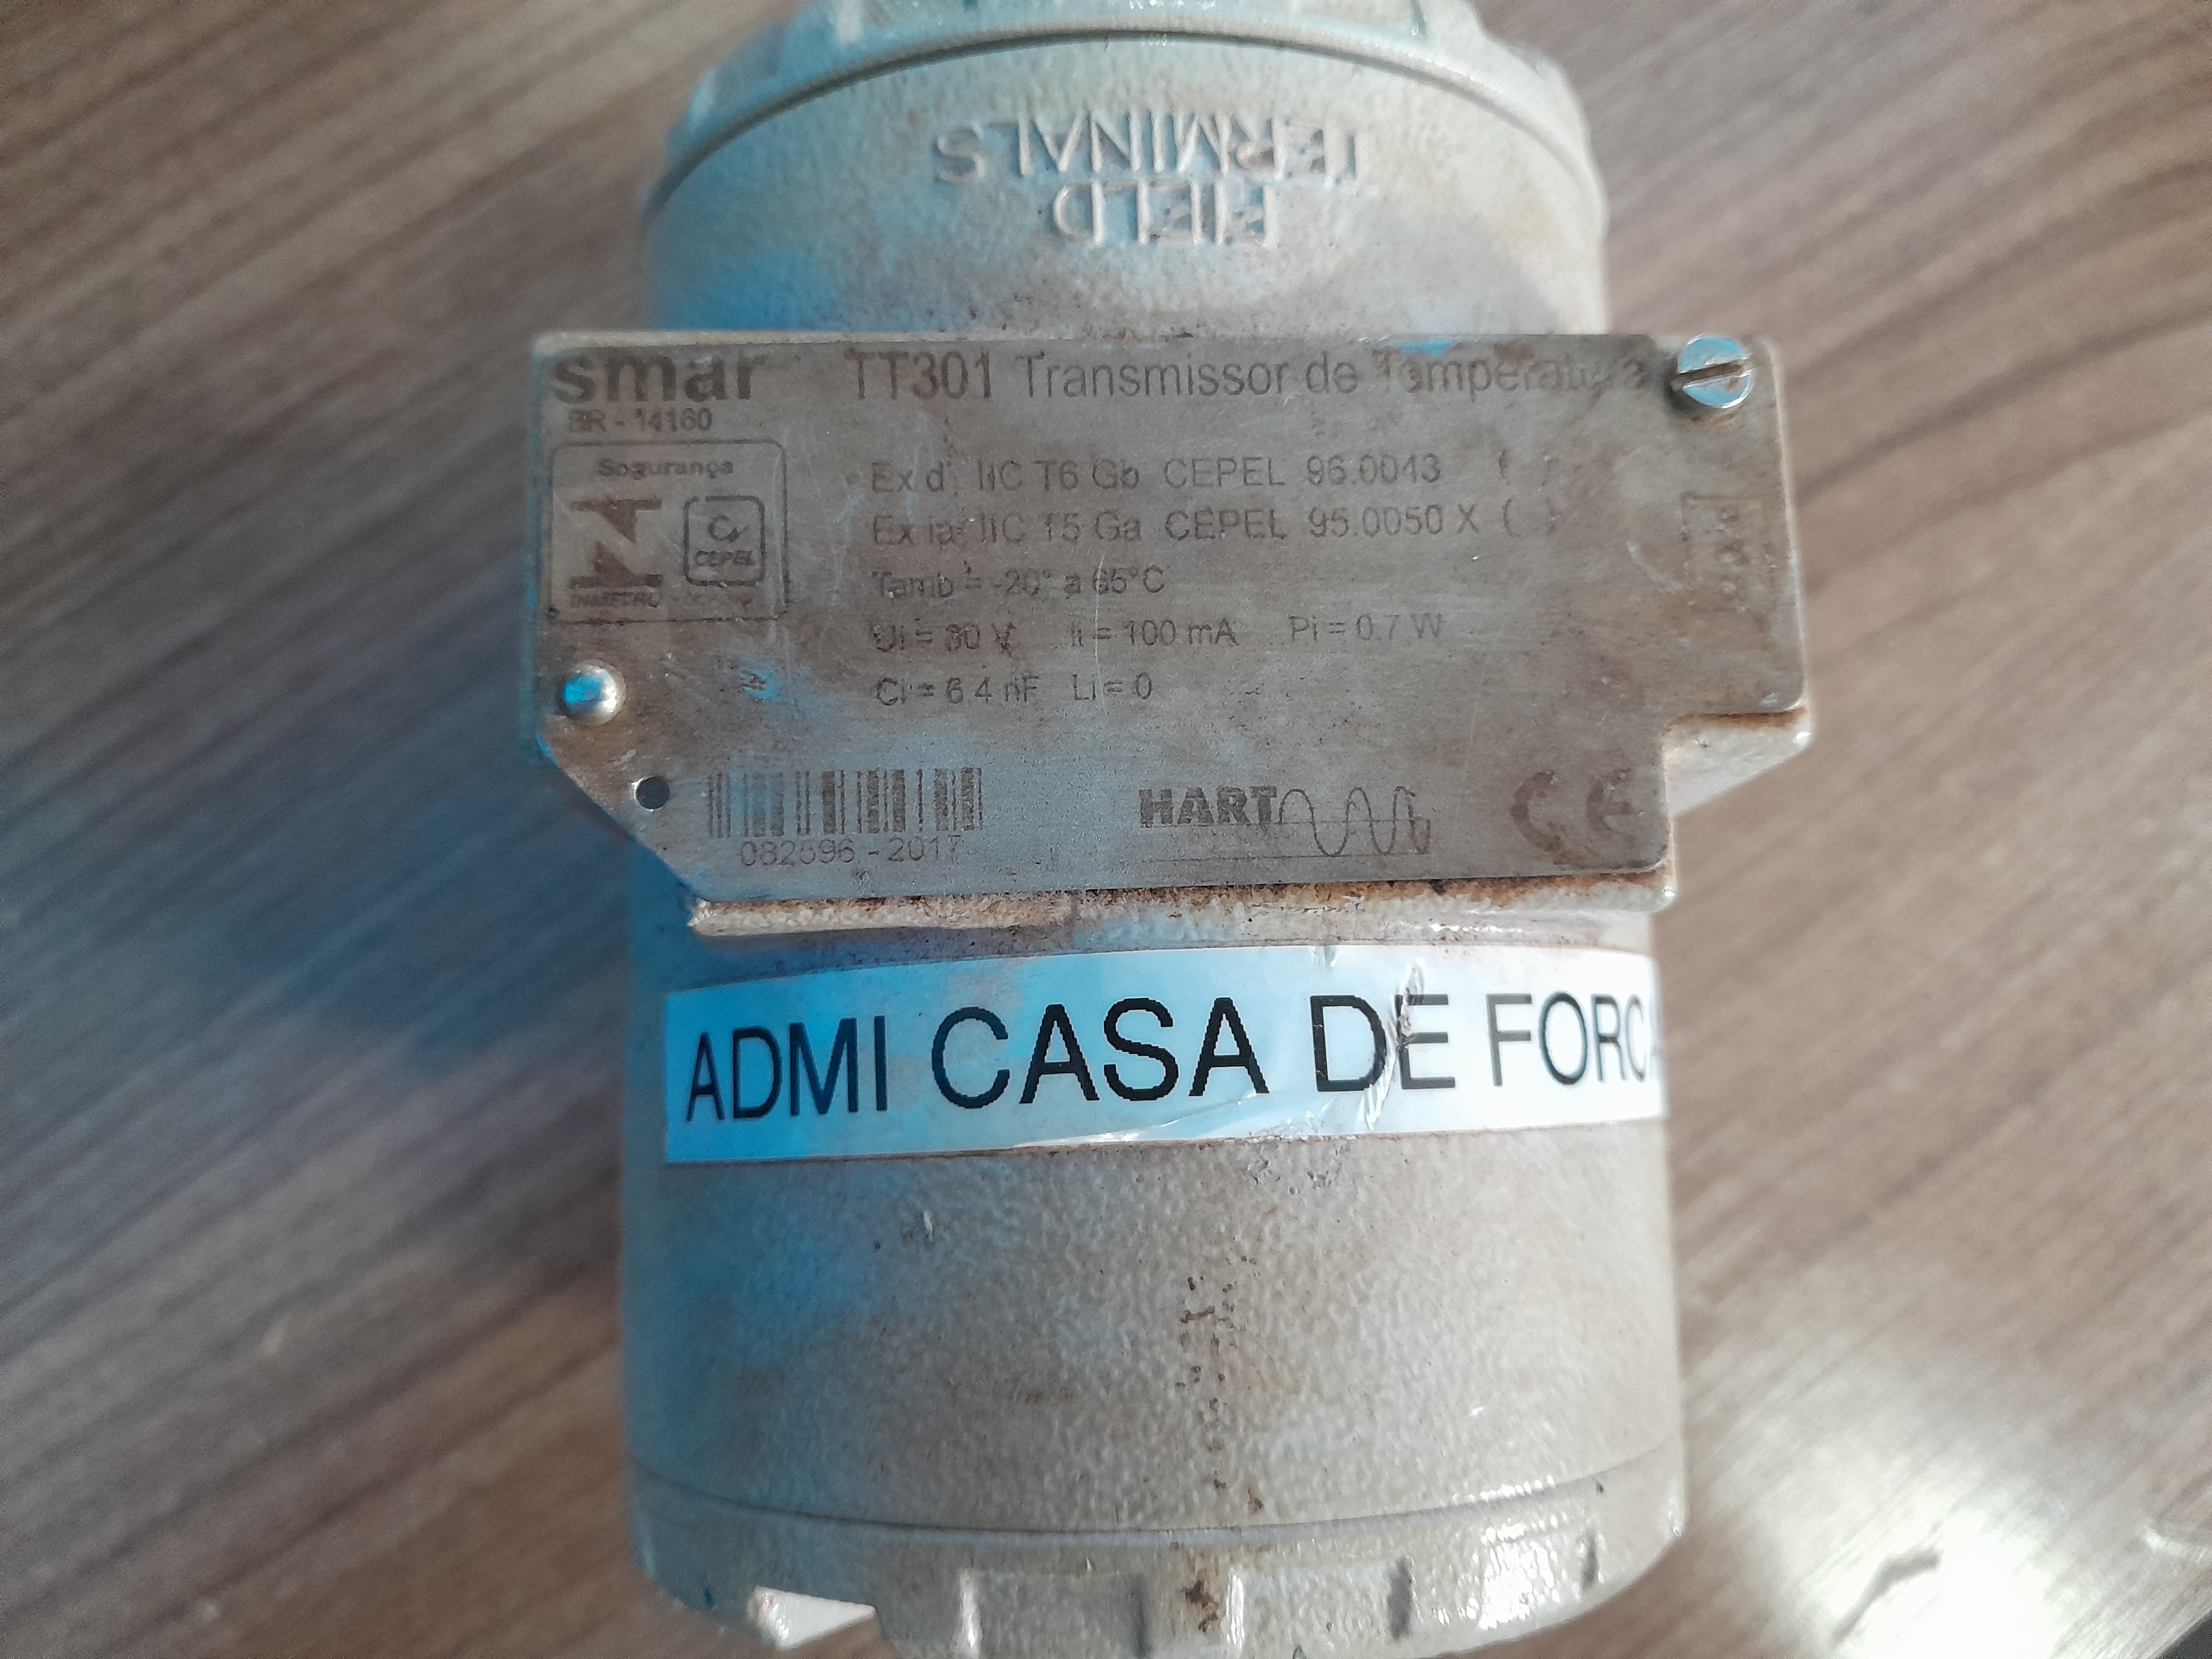 FIELD
TERMINALS
smar TT301 Transmissor de Temperatura
BR - 14160
Segurança
CEPEL
INMETRO
Ex d IIC T6 Gb CEPEL 96.0043
Ex ia IIC T5 Ga CEPEL 95.0050 X ( )
Tamb = -20° a 65°C
Ui = 30 V Ii = 100 mA Pi = 0.7 W
Ci = 6.4 nF Li = 0
082596 - 2017
HART
CE
ADMI CASA DE FORCA